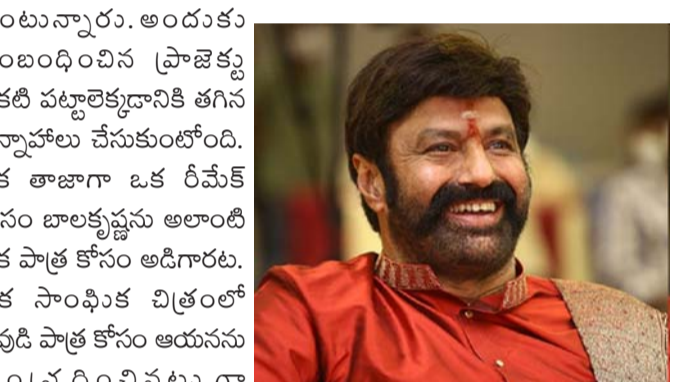 ంటున్నారు. అందుకు
ంబంధించిన ప్రాజెక్టు
కటి పట్టాలెక్కడానికి తగిన
న్నాహాలు చేసుకుంటోంది.
క తాజాగా ఒక రీమేక్
సం బాలకృష్ణను అలాంటి
క పాత్ర కోసం అడిగారట.
క సాంఘిక చిత్రంలో
వుడి పాత్ర కోసం ఆయనను